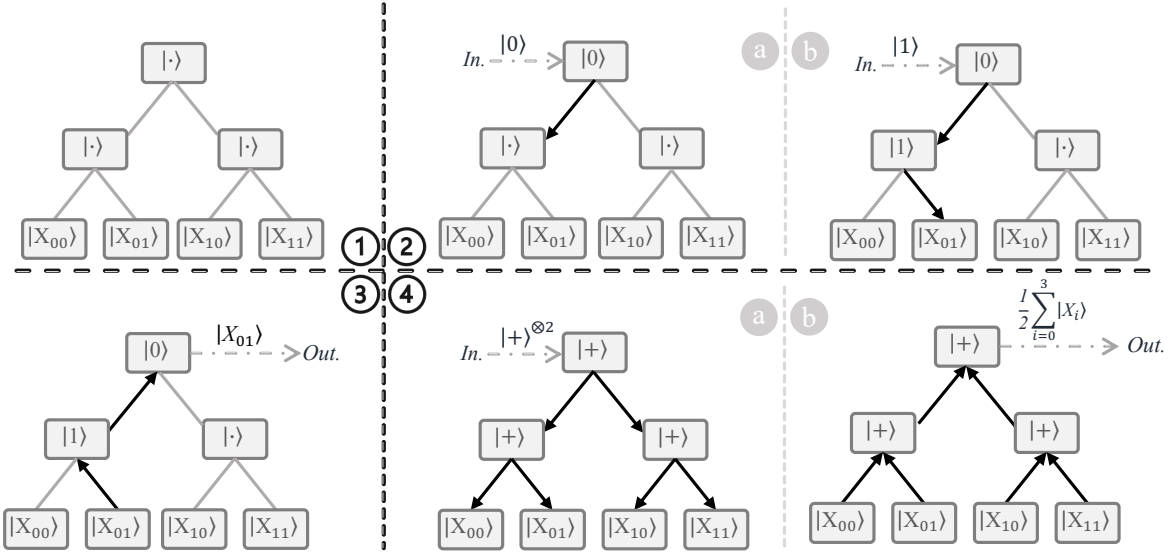 |·⟩
|·⟩ |·⟩
|X₀₀⟩ |X₀₁⟩ |X₁₀⟩ |X₁₁⟩
①
②
a
In. |0⟩ |0⟩
|·⟩ |·⟩
|X₀₀⟩ |X₀₁⟩ |X₁₀⟩ |X₁₁⟩
b
In. |1⟩ |0⟩
|1⟩ |·⟩
|X₀₀⟩ |X₀₁⟩ |X₁₀⟩ |X₁₁⟩
③
|0⟩ |X₀₁⟩ Out.
|1⟩ |·⟩
|X₀₀⟩ |X₀₁⟩ |X₁₀⟩ |X₁₁⟩
④
a
In. |+⟩⊗² |+⟩
|+⟩ |+⟩
|X₀₀⟩ |X₀₁⟩ |X₁₀⟩ |X₁₁⟩
b
|+⟩ 1/2 ∑³ᵢ₌₀ |Xᵢ⟩ Out.
|+⟩ |+⟩
|X₀₀⟩ |X₀₁⟩ |X₁₀⟩ |X₁₁⟩